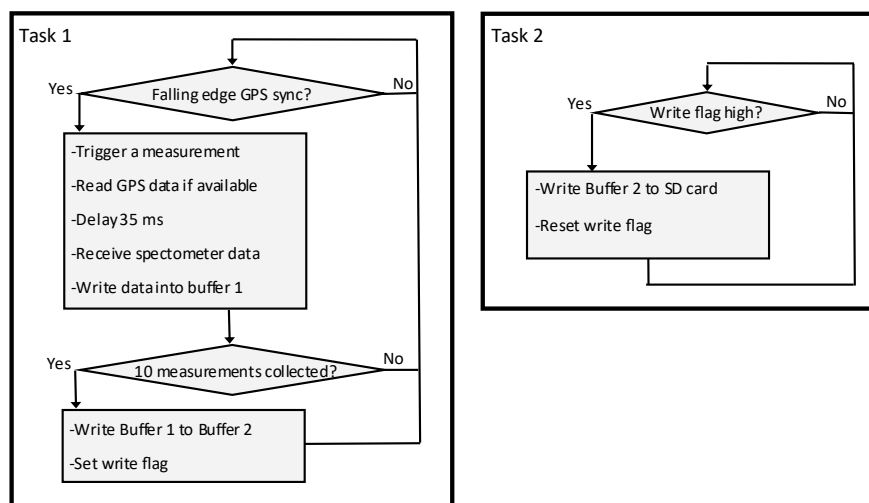 Task 1
Falling edge GPS sync?
Yes
No
-Trigger a measurement
-Read GPS data if available
-Delay 35 ms
-Receive spectometer data
-Write data into buffer 1
10 measurements collected?
Yes
No
-Write Buffer 1 to Buffer 2
-Set write flag
Task 2
Write flag high?
Yes
No
-Write Buffer 2 to SD card
-Reset write flag